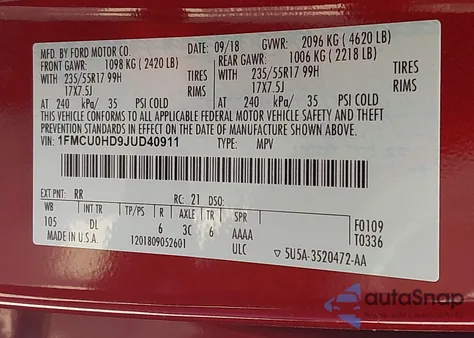 MFD. BY FORD MOTOR CO. 09/18 GVWR: 2096 KG ( 4620 LB)
FRONT GAWR: 1098 KG ( 2420 LB) REAR GAWR: 1006 KG ( 2218 LB)
WITH 235/55R17 99H TIRES WITH 235/55R17 99H TIRES
17X7.5J RIMS 17X7.5J
AT 240 kPa/ 35 PSI COLD AT 240 kPa/ 35 PSI COLD
THIS VEHICLE CONFORMS TO ALL APPLICABLE FEDERAL MOTOR VEHICLE SAFETY AND THEFT
PREVENTION STANDARDS IN EFFECT ON THE DATE OF MANUFACTURE SHOWN ABOVE.
VIN: 1FMCU0HD9JUD40911 TYPE: MPV
EXT PNT: RR RC: 21 DSO:
WB INT TR TP/PS R AXLE TR SPR
105 DL 6 3C 6 AAAA F0109
MADE IN U.S.A. 1201809052601 ULC T0336
▽ 5U5A-3520472-AA
autoSnap